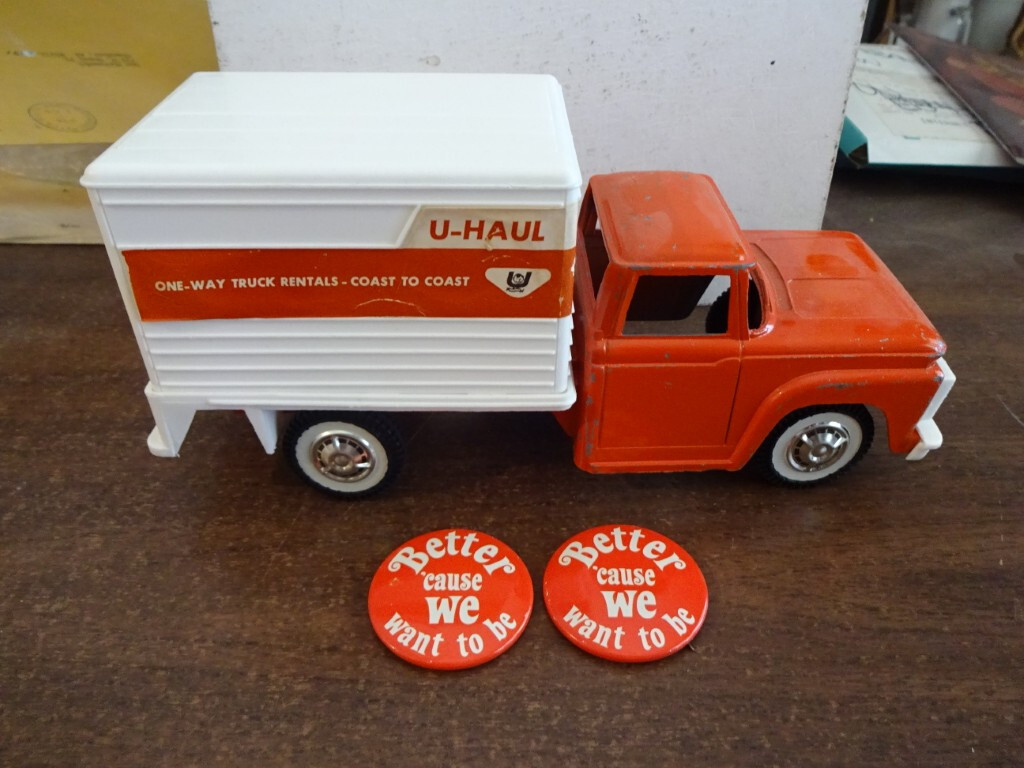 U-HAUL
ONE-WAY TRUCK RENTALS - COAST TO COAST
U
Better
'cause
we
want to be
Better
'cause
we
want to be